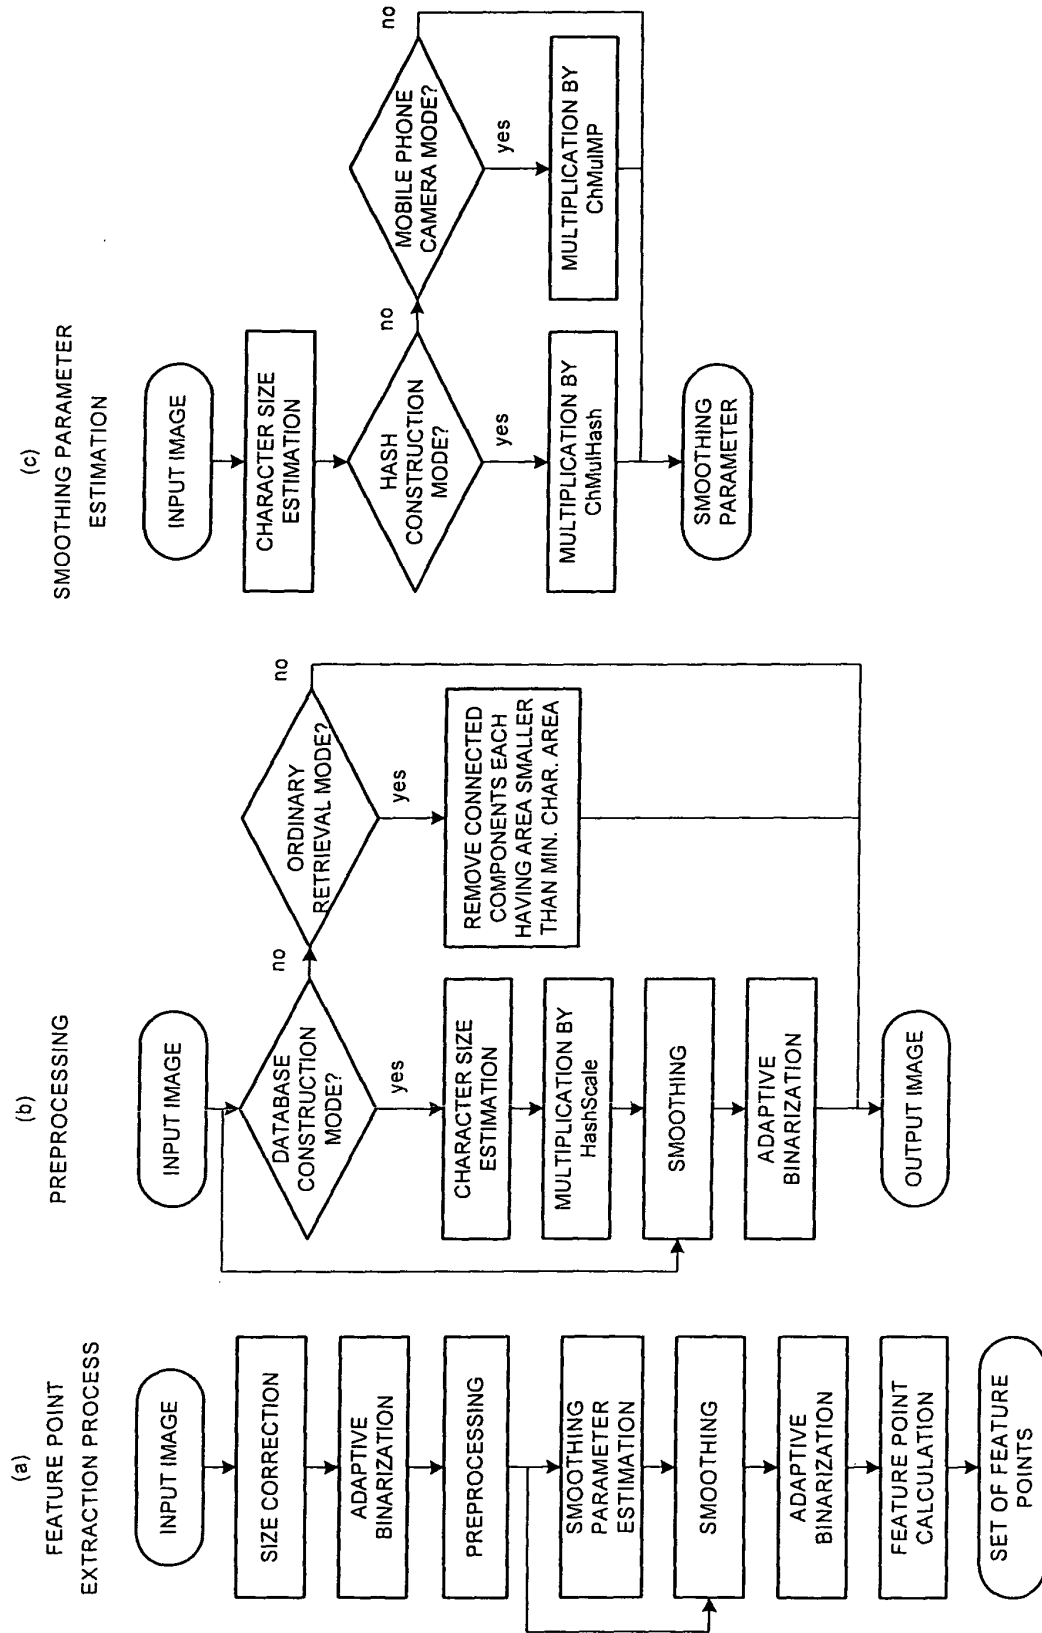 (a)
FEATURE POINT
EXTRACTION PROCESS
INPUT IMAGE
SIZE CORRECTION
ADAPTIVE
BINARIZATION
PREPROCESSING
SMOOTHING
PARAMETER
ESTIMATION
SMOOTHING
ADAPTIVE
BINARIZATION
FEATURE POINT
CALCULATION
SET OF FEATURE
POINTS
(b)
PREPROCESSING
INPUT IMAGE
DATABASE
CONSTRUCTION
MODE?
no
yes
ORDINARY
RETRIEVAL MODE?
no
yes
CHARACTER SIZE
ESTIMATION
MULTIPLICATION BY
HashScale
SMOOTHING
ADAPTIVE
BINARIZATION
REMOVE CONNECTED
COMPONENTS EACH
HAVING AREA SMALLER
THAN MIN. CHAR. AREA
OUTPUT IMAGE
(c)
SMOOTHING PARAMETER
ESTIMATION
INPUT IMAGE
CHARACTER SIZE
ESTIMATION
HASH
CONSTRUCTION
MODE?
no
yes
MOBILE PHONE
CAMERA MODE?
no
yes
MULTIPLICATION BY
ChMulHash
MULTIPLICATION BY
ChMulMP
SMOOTHING
PARAMETER